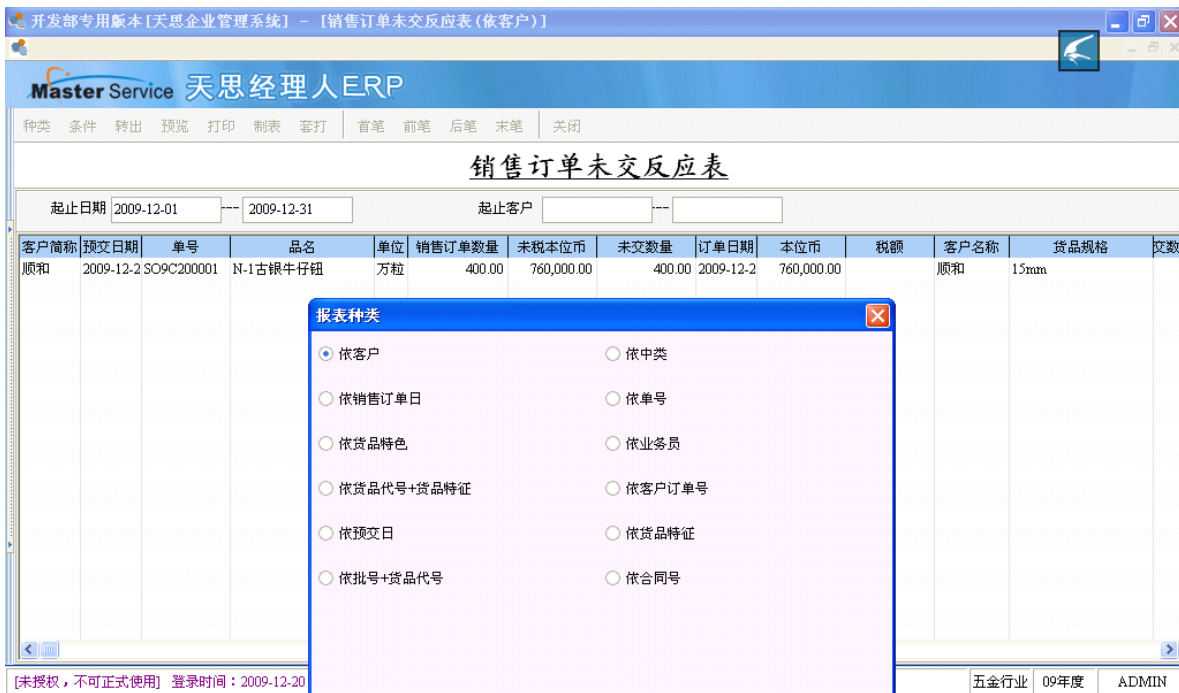 开发部专用版本[天思企业管理系统] - [销售订单未交反应表(依客户)]
Master Service 天思经理人ERP
种类 条件 转出 预览 打印 制表 套打 首笔 前笔 后笔 末笔 关闭
销售订单未交反应表
起止日期 2009-12-01 --- 2009-12-31 起止客户 ---
客户简称 预交日期 单号 品名 单位 销售订单数量 未税本位币 未交数量 订单日期 本位币 税额 客户名称 货品规格 交数
顺和 2009-12-2 SO9C200001 N-1古银牛仔钮 万粒 400.00 760,000.00 400.00 2009-12-2 760,000.00 顺和 15mm
报表种类
依客户 依中类
依销售订单日 依单号
依货品特色 依业务员
依货品代号+货品特征 依客户订单号
依预交日 依货品特征
依批号+货品代号 依合同号
[未授权,不可正式使用] 登录时间:2009-12-20 五金行业 09年度 ADMIN